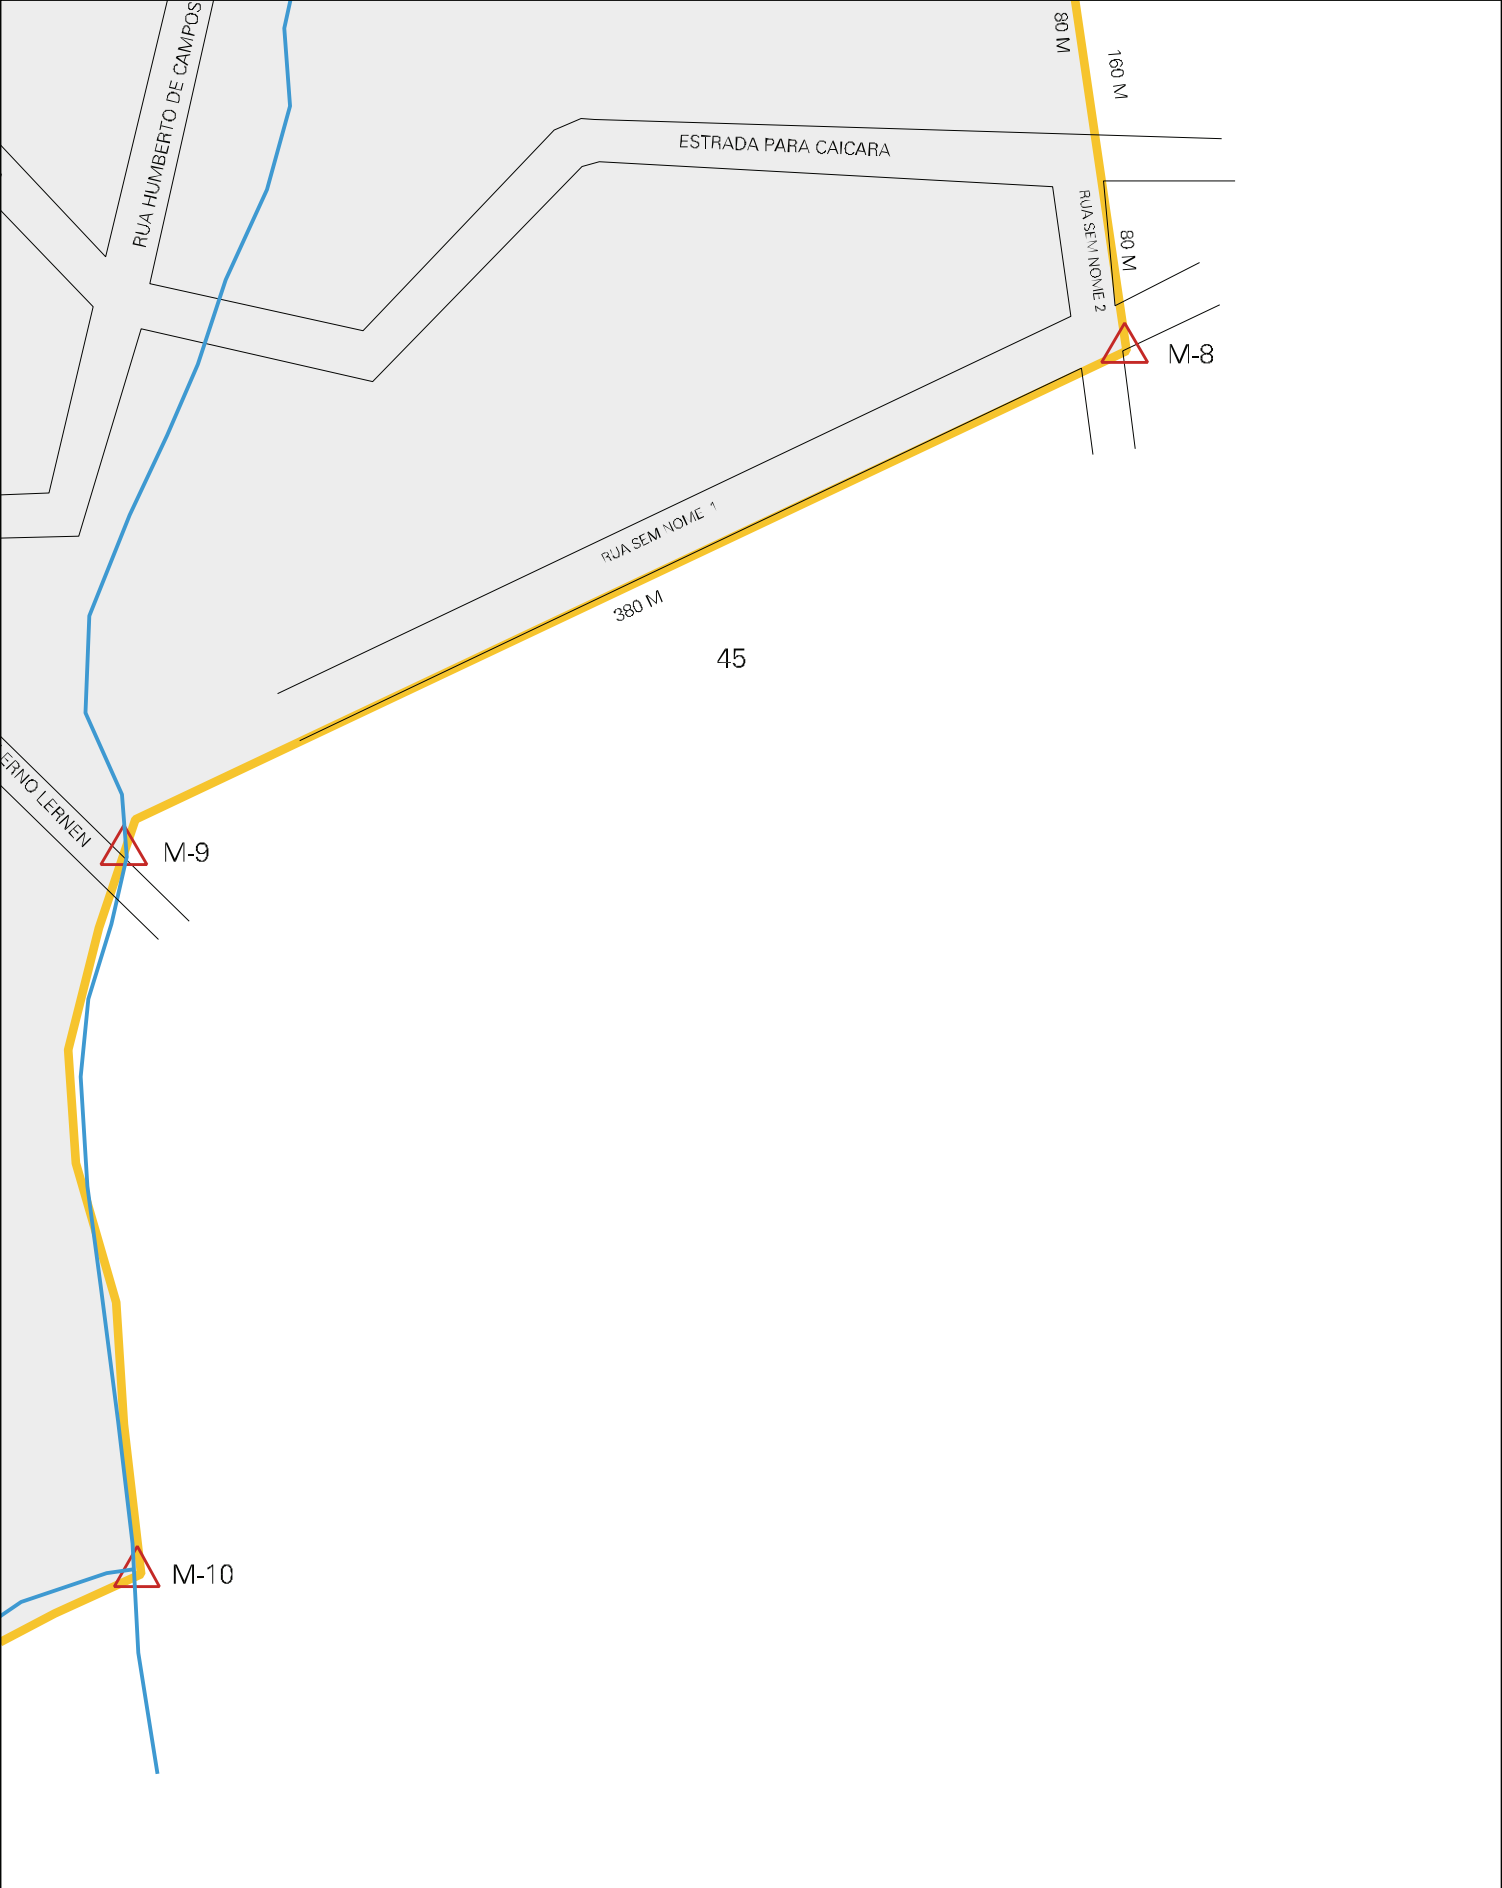 80 M
160 M
RUA HUMBERTO DE CAMPOS
ESTRADA PARA CAICARA
RUA SEM NOME 2
80 M
M-8
RUA SEM NOME 1
380 M
45
ERNO LERNEN
M-9
M-10